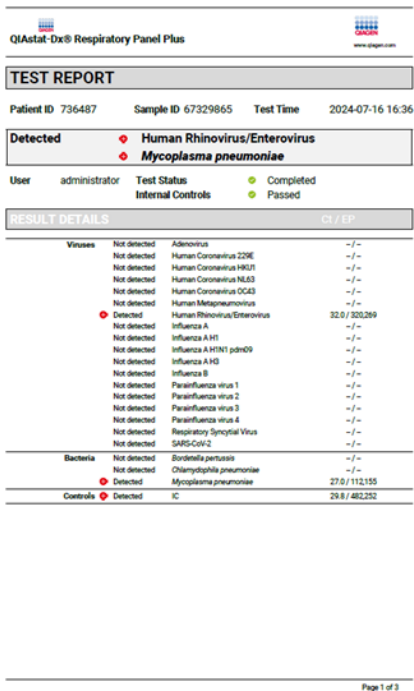 QIAGEN
QIAGEN
QIAstat-Dx® Respiratory Panel Plus
www.qiagen.com
TEST REPORT
Patient ID 736487 Sample ID 67329865 Test Time 2024-07-16 16:36
Detected Human Rhinovirus/Enterovirus
Mycoplasma pneumoniae
User administrator Test Status Completed
Internal Controls Passed
RESULT DETAILS Ct / EP
Viruses Not detected Adenovirus – / –
Not detected Human Coronavirus 229E – / –
Not detected Human Coronavirus HKU1 – / –
Not detected Human Coronavirus NL63 – / –
Not detected Human Coronavirus OC43 – / –
Not detected Human Metapneumovirus – / –
Detected Human Rhinovirus/Enterovirus 32.0 / 320,269
Not detected Influenza A – / –
Not detected Influenza A H1 – / –
Not detected Influenza A H1N1 pdm09 – / –
Not detected Influenza A H3 – / –
Not detected Influenza B – / –
Not detected Parainfluenza virus 1 – / –
Not detected Parainfluenza virus 2 – / –
Not detected Parainfluenza virus 3 – / –
Not detected Parainfluenza virus 4 – / –
Not detected Respiratory Syncytial Virus – / –
Not detected SARS-CoV-2 – / –
Bacteria Not detected Bordetella pertussis – / –
Not detected Chlamydophila pneumoniae – / –
Detected Mycoplasma pneumoniae 27.0 / 112,155
Controls Detected IC 29.8 / 482,252
Page 1 of 3